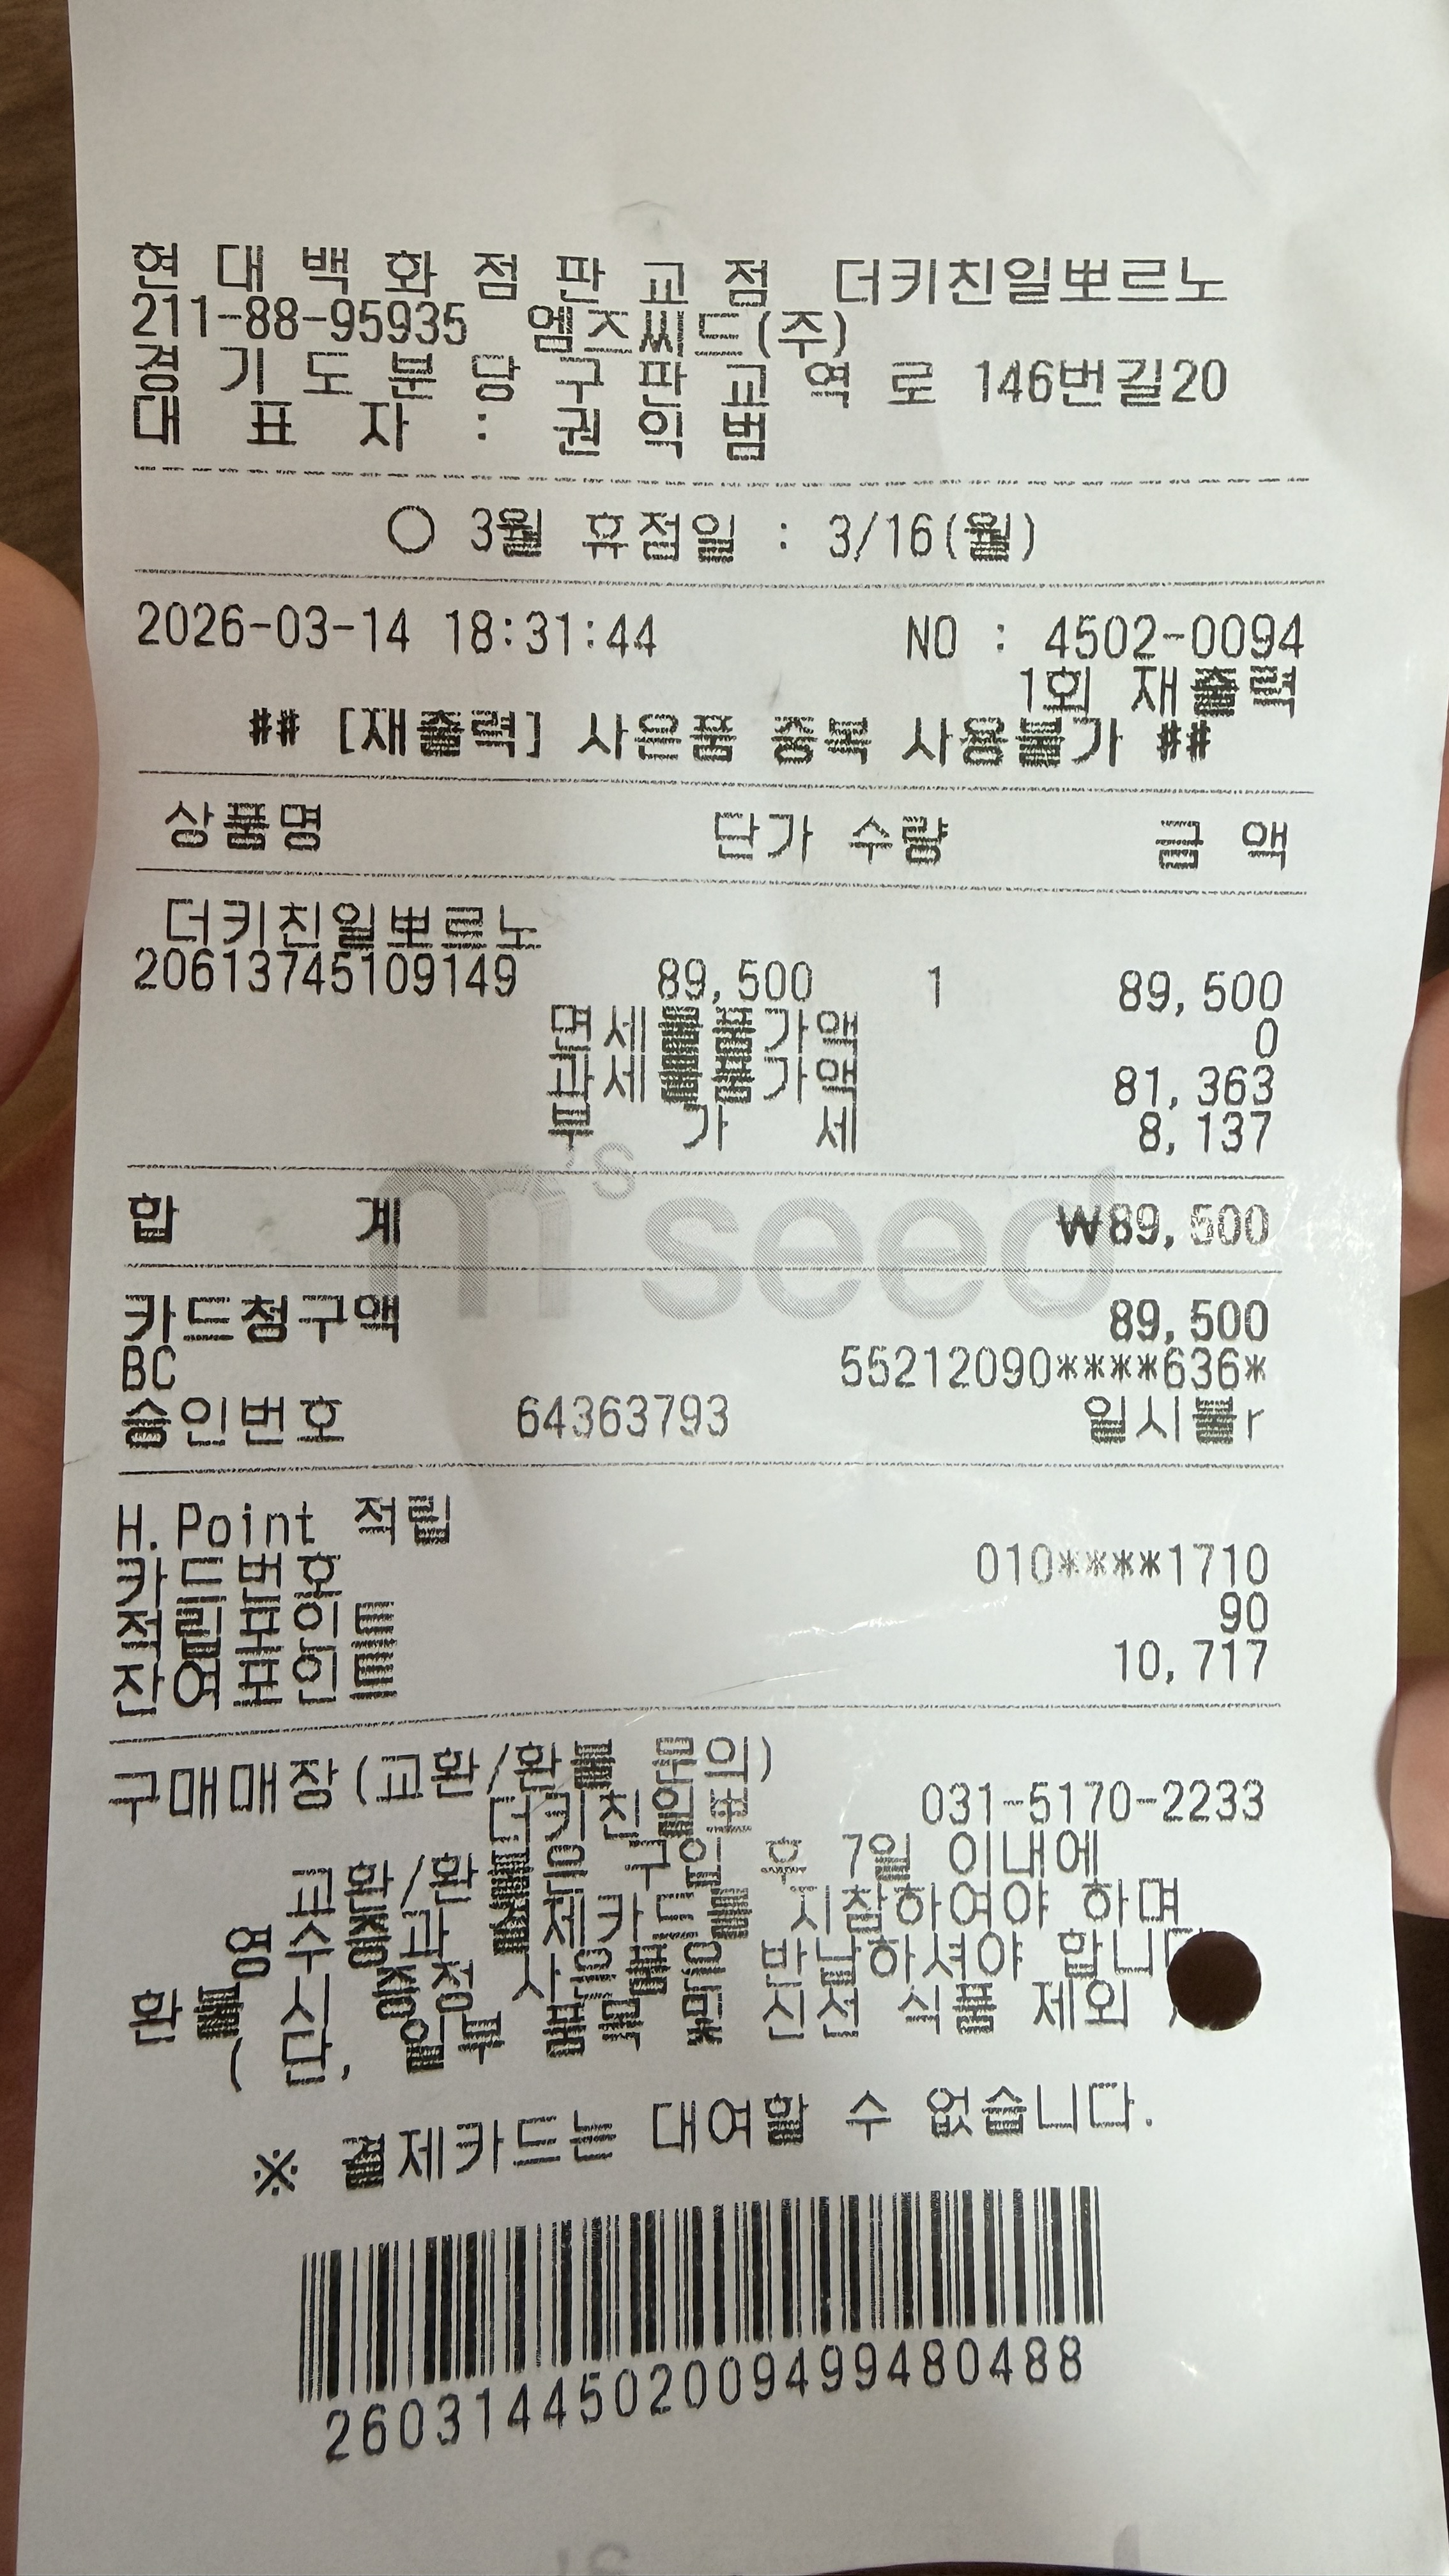 현대백화점판교점 더키친일뽀르노
211-88-95935 엠즈씨드(주)
경기도분당구판교역로 146번길20
대표자 : 권익범
○ 3월 휴점일 : 3/16(월)
2026-03-14 18:31:44 NO : 4502-0094
1회 재출력
## [재출력] 사은품 중복 사용불가 ##
상품명 단가 수량 금액
더키친일뽀르노
20613745109149 89,500 1 89,500
면세물품가액 0
과세물품가액 81,363
부가세 8,137
m's seed
합계 ₩89,500
카드청구액 89,500
BC 55212090****636*
승인번호 64363793 일시불r
H.Point 적립
카드번호 010****1710
적립포인트 90
잔여포인트 10,717
구매매장(교환/환불 문의)
더키친일뽀 031-5170-2233
교환/환불은 구입 후 7일 이내에
영수증과 결제카드를 지참하여야 하며
환불 시 증정 사은품은 반납하셔야 합니다
( 단, 일부 품목 및 신선 식품 제외 )
※ 결제카드는 대여할 수 없습니다.
260314450200949948048​8